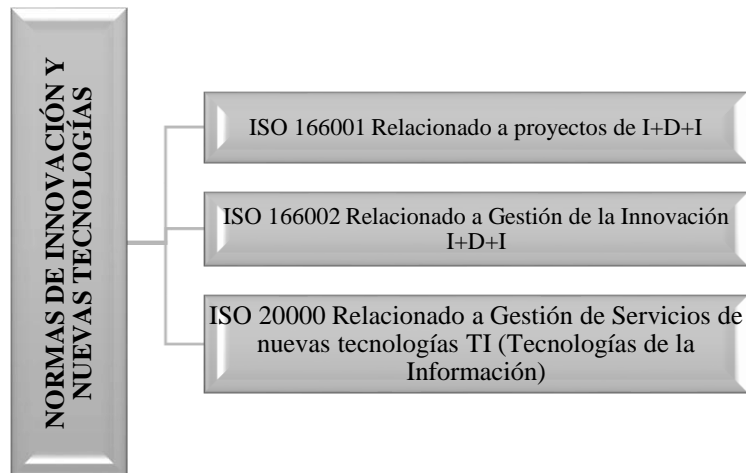 NORMAS DE INNOVACIÓN Y
NUEVAS TECNOLOGÍAS
ISO 166001 Relacionado a proyectos de I+D+I
ISO 166002 Relacionado a Gestión de la Innovación
I+D+I
ISO 20000 Relacionado a Gestión de Servicios de
nuevas tecnologías TI (Tecnologías de la
Información)